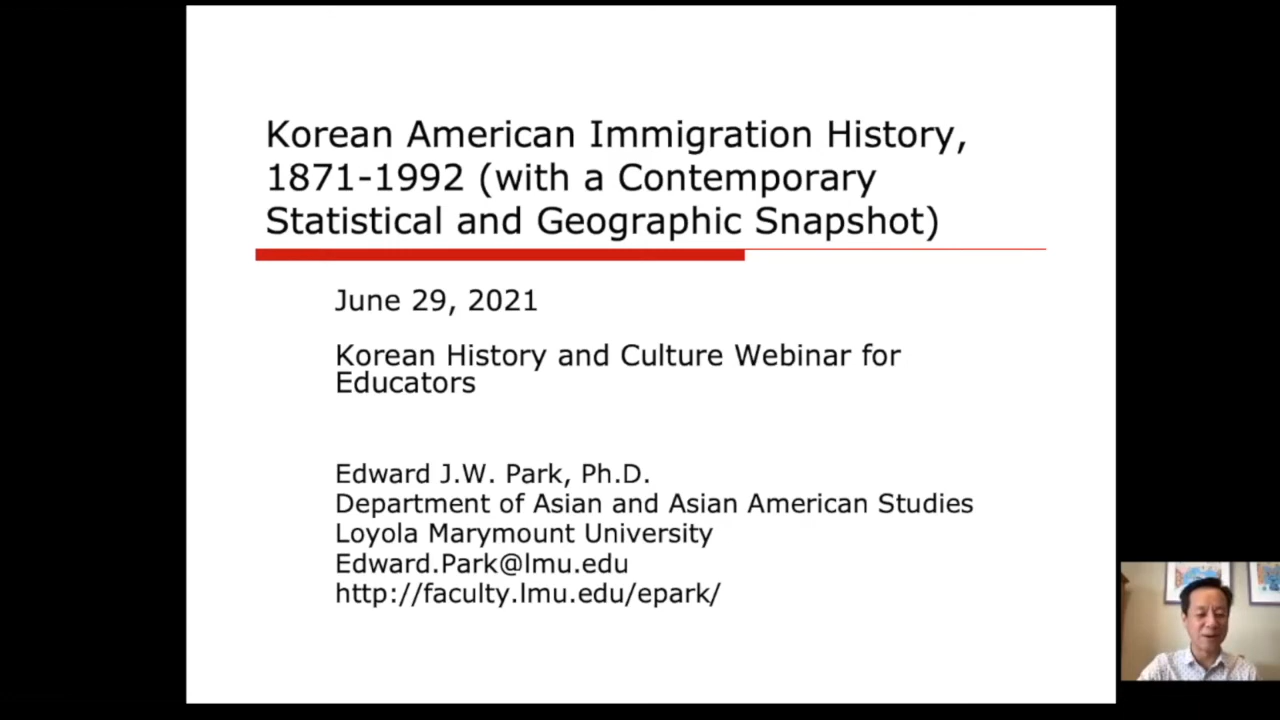 Korean American Immigration History,
1871-1992 (with a Contemporary
Statistical and Geographic Snapshot)
June 29, 2021
Korean History and Culture Webinar for
Educators
Edward J.W. Park, Ph.D.
Department of Asian and Asian American Studies
Loyola Marymount University
Edward.Park@lmu.edu
http://faculty.lmu.edu/epark/